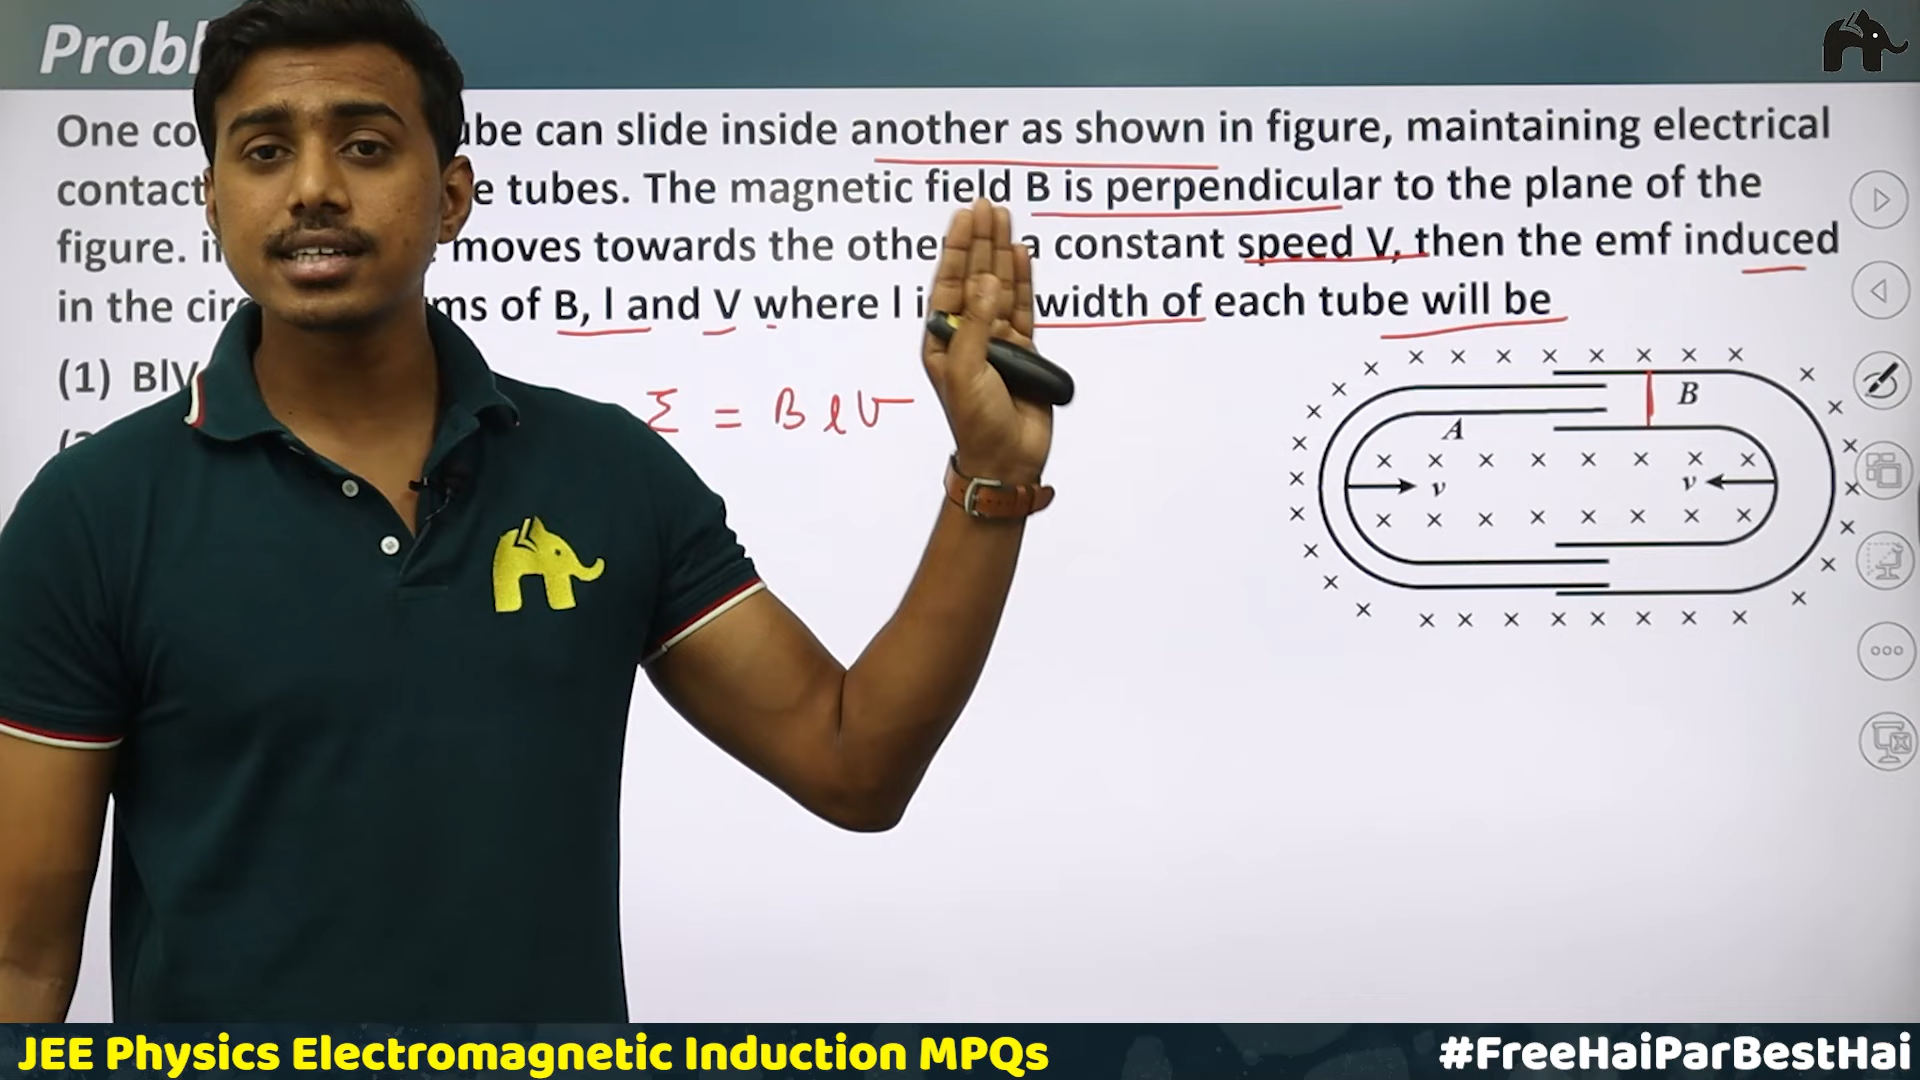 Probl
One co ube can slide inside another as shown in figure, maintaining electrical
contact e tubes. The magnetic field B is perpendicular to the plane of the
figure. i moves towards the othe a constant speed V, then the emf induced
in the cir ms of B, l and V where l i width of each tube will be
(1) BlV
Σ = B l V
× × × × × × × ×
× × × ×
B
A
× × × × × × × ×
v v
× × × × × × × ×
× × × × × × × ×
JEE Physics Electromagnetic Induction MPQs
#FreeHaiParBestHai